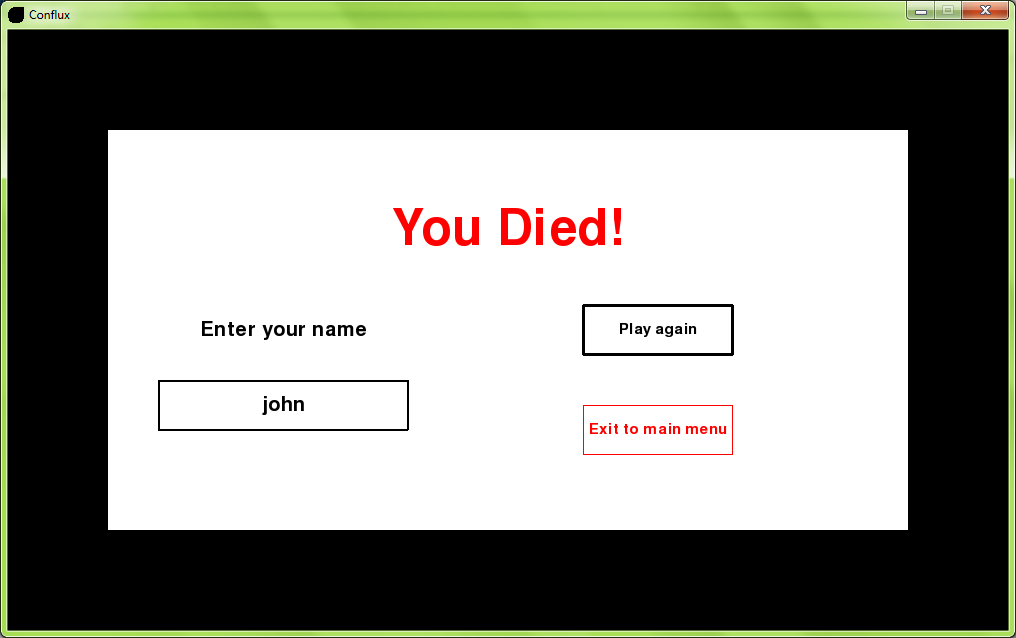 Conflux
You Died!
Enter your name
john
Play again
Exit to main menu